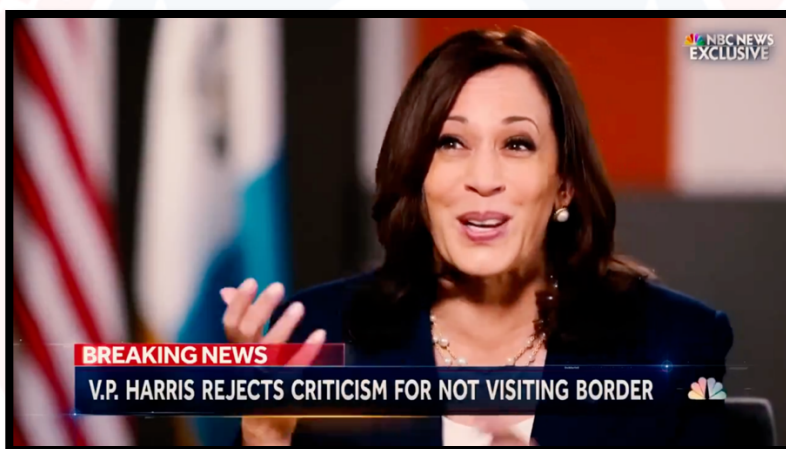 NBC NEWS
EXCLUSIVE
BREAKING NEWS
V.P. HARRIS REJECTS CRITICISM FOR NOT VISITING BORDER